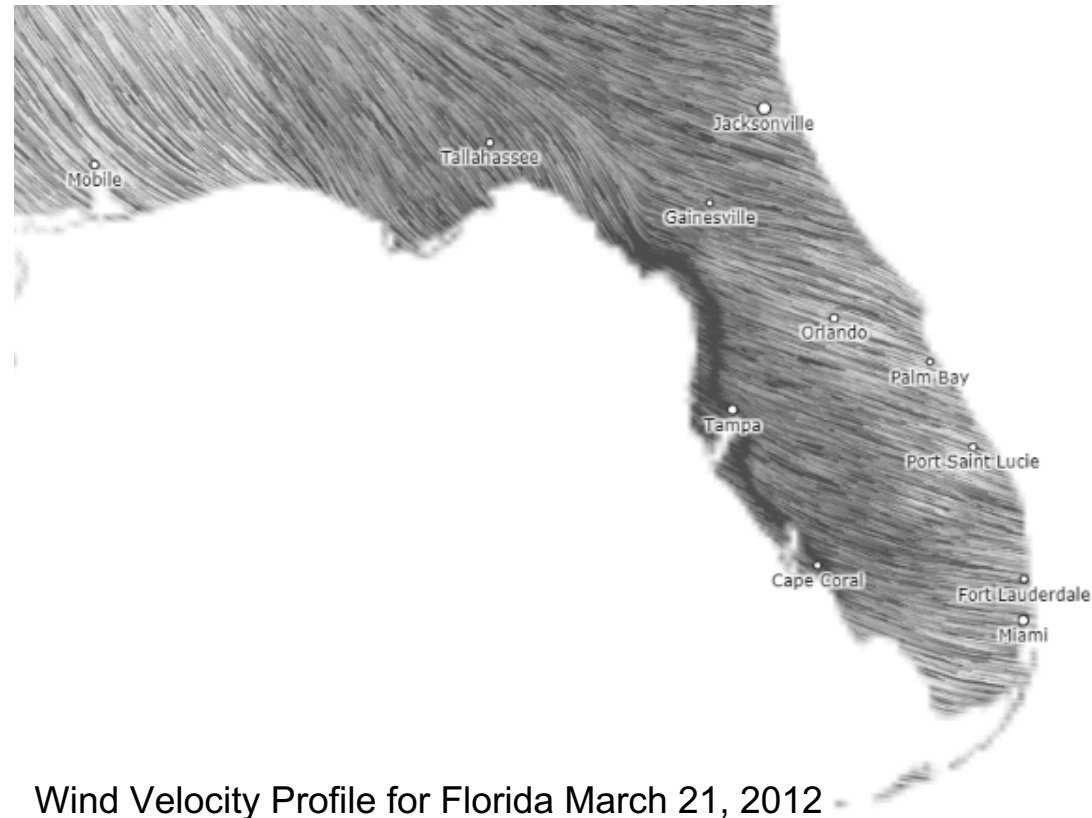 Jacksonville
Tallahassee
Mobile
Gainesville
Orlando
Palm Bay
Tampa
Port Saint Lucie
Cape Coral
Fort Lauderdale
Miami
Wind Velocity Profile for Florida March 21, 2012